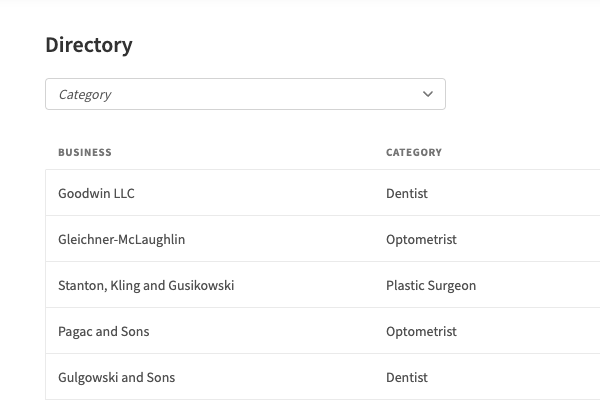 Directory
Category
BUSINESS CATEGORY
Goodwin LLC Dentist
Gleichner-McLaughlin Optometrist
Stanton, Kling and Gusikowski Plastic Surgeon
Pagac and Sons Optometrist
Gulgowski and Sons Dentist